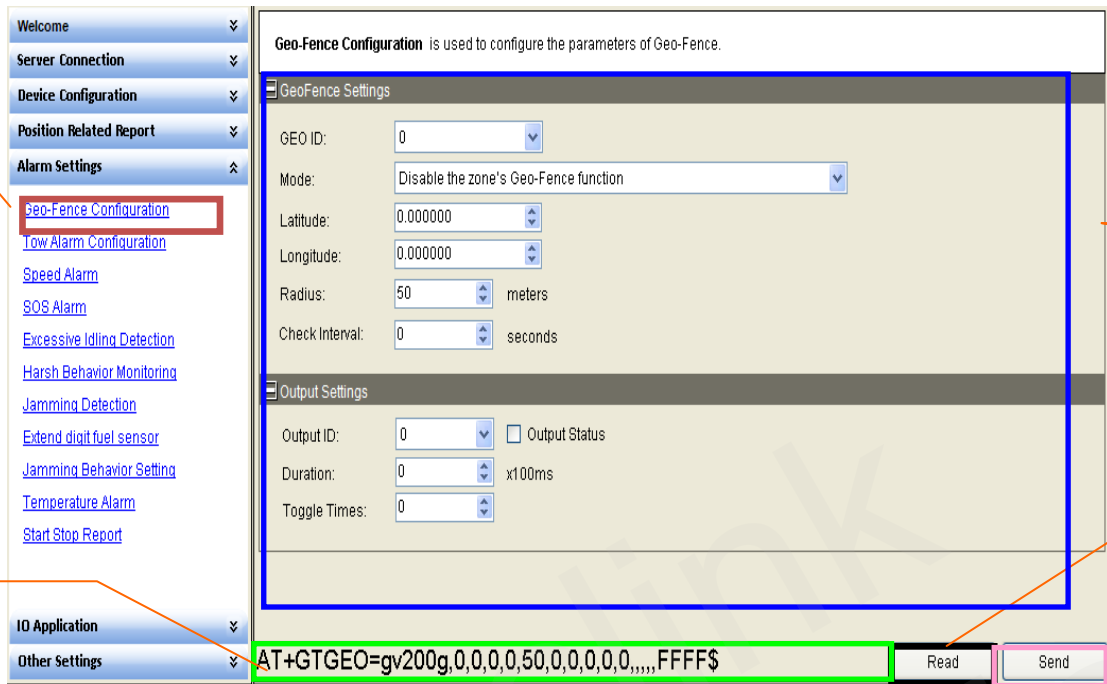 Welcome
Server Connection
Device Configuration
Position Related Report
Alarm Settings
Geo-Fence Configuration
Tow Alarm Configuration
Speed Alarm
SOS Alarm
Excessive Idling Detection
Harsh Behavior Monitoring
Jamming Detection
Extend digit fuel sensor
Jamming Behavior Setting
Temperature Alarm
Start Stop Report
IO Application
Other Settings
Geo-Fence Configuration is used to configure the parameters of Geo-Fence.
GeoFence Settings
GEO ID: 0
Mode: Disable the zone's Geo-Fence function
Latitude: 0.000000
Longitude: 0.000000
Radius: 50 meters
Check Interval: 0 seconds
Output Settings
Output ID: 0 Output Status
Duration: 0 x100ms
Toggle Times: 0
link
AT+GTGEO=gv200g,0,0,0,0,50,0,0,0,0,0,,,,,FFFF$
Read
Send